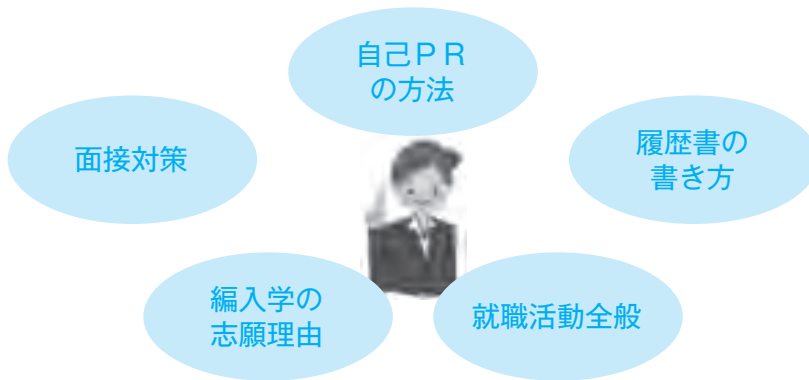 自己ＰＲ
の方法
面接対策
履歴書の
書き方
編入学の
志願理由
就職活動全般